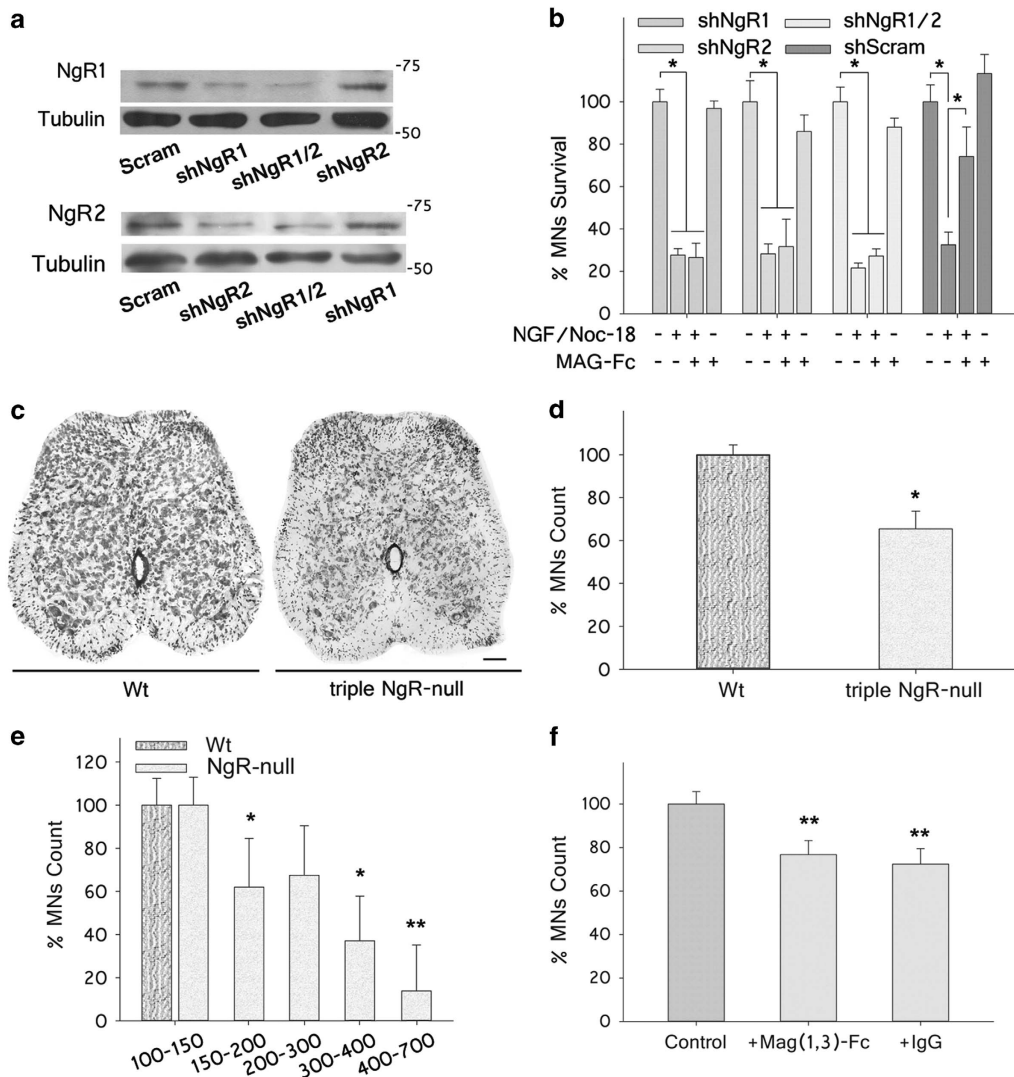 a
NgR1
-75
Tubulin
-50
Scram shNgR1 shNgR1/2 shNgR2
NgR2
-75
Tubulin
-50
Scram shNgR2 shNgR1/2 shNgR1
b
shNgR1 shNgR1/2
shNgR2 shScram
% MNs Survival
100
80
60
40
20
0
* * * * *
NGF/Noc-18 - + + - - + + - - + + - - + + -
MAG-Fc - - + + - - + + - - + + - - + +
c
Wt triple NgR-null
d
% MNs Count
120
100
80
60
40
20
0
*
Wt triple NgR-null
e
Wt
NgR-null
% MNs Count
120
100
80
60
40
20
0
* * **
100-150 150-200 200-300 300-400 400-700
f
% MNs Count
120
100
80
60
40
20
0
** **
Control +Mag(1,3)-Fc +IgG